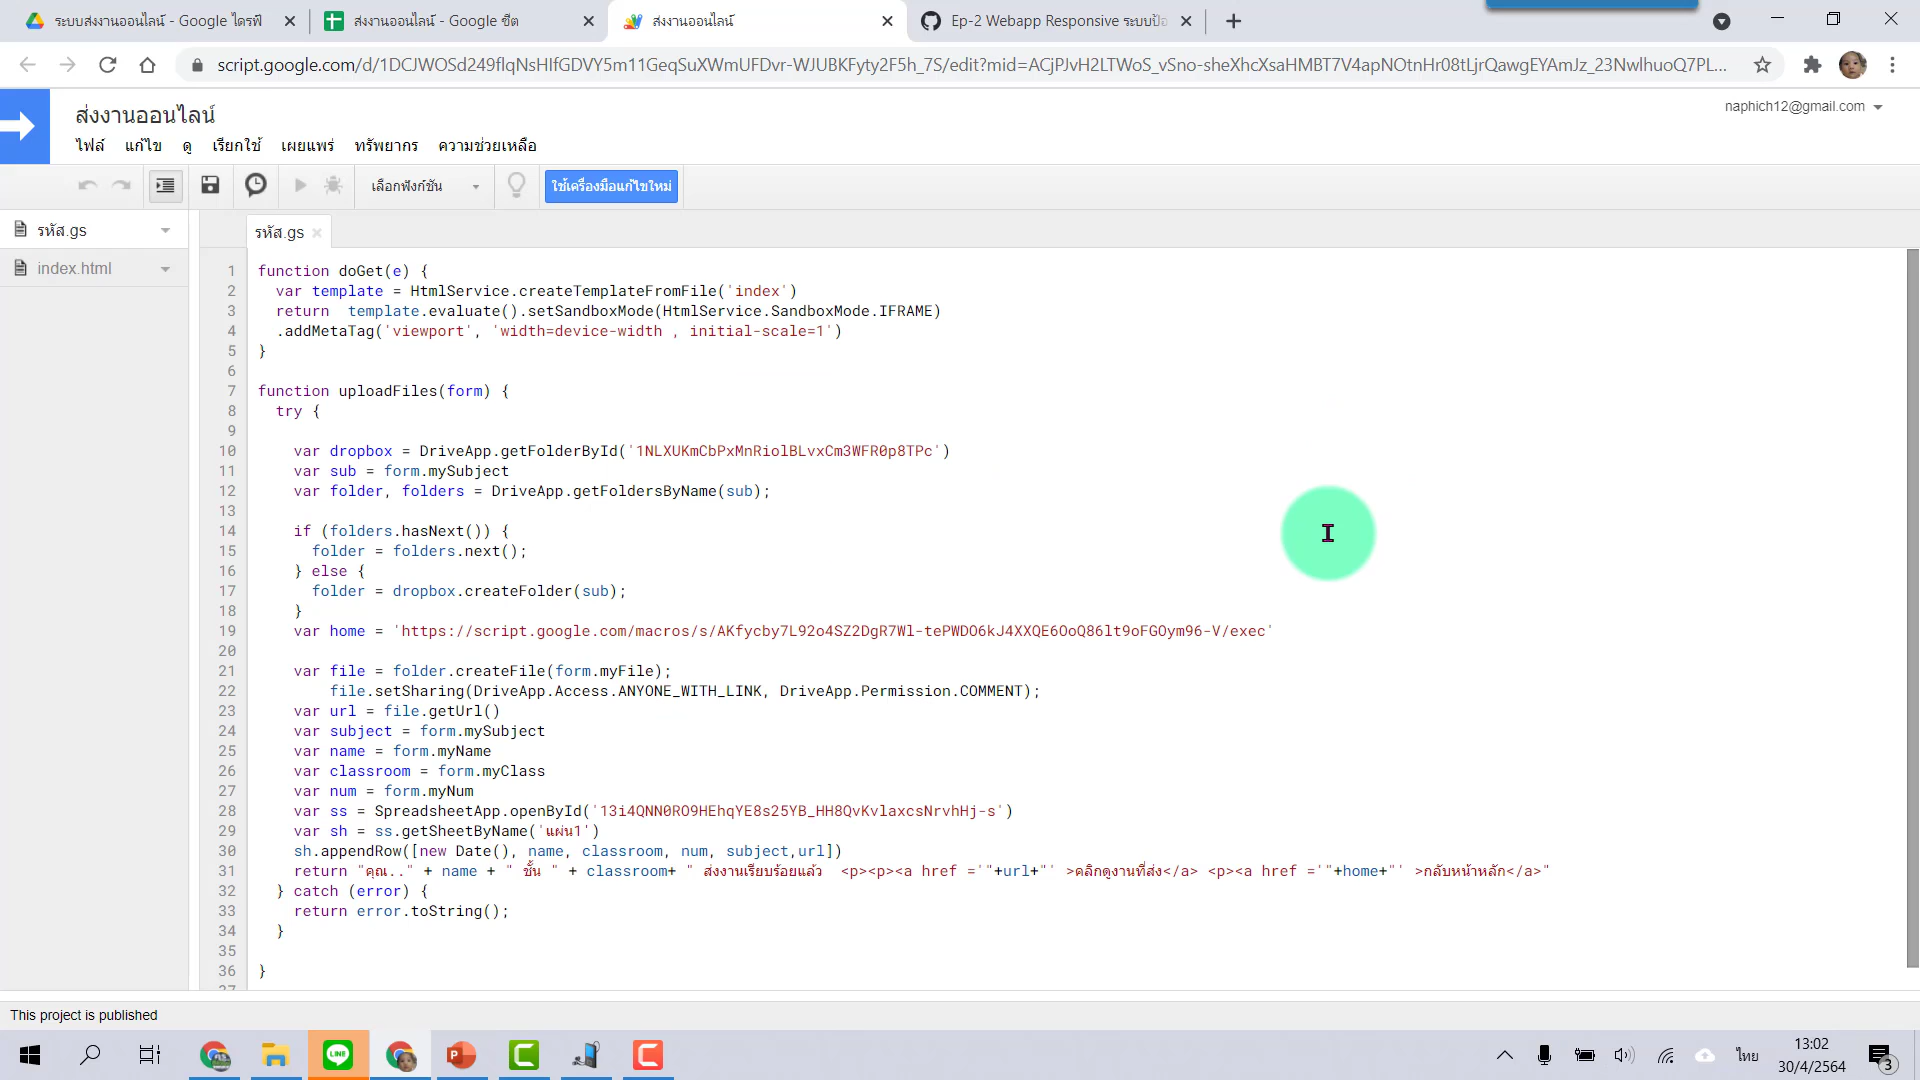 ระบบส่งงานออนไลน์ - Google ไดรฟ์
ส่งงานออนไลน์ - Google ชีต
ส่งงานออนไลน์
Ep-2 Webapp Responsive ระบบป้อ
script.google.com/d/1DCJWOSd249flqNsHlfGDVY5m11GeqSuXWmUFDvr-WJUBKFyty2F5h_7S/edit?mid=ACjPJvH2LTWoS_vSno-sheXhcXsaHMBT7V4apNOtnHr08tLjrQawgEYAmJz_23NwlhuoQ7PL...
ส่งงานออนไลน์
naphich12@gmail.com
ไฟล์ แก้ไข ดู เรียกใช้ เผยแพร่ ทรัพยากร ความช่วยเหลือ
เลือกฟังก์ชัน
ใช้เครื่องมือแก้ไขใหม่
รหัส.gs
index.html
รหัส.gs
1 function doGet(e) {
2 var template = HtmlService.createTemplateFromFile('index')
3 return template.evaluate().setSandboxMode(HtmlService.SandboxMode.IFRAME)
4 .addMetaTag('viewport', 'width=device-width , initial-scale=1')
5 }
6
7 function uploadFiles(form) {
8 try {
9
10 var dropbox = DriveApp.getFolderById('1NLXUKmCbPxMnRiolBLvxCm3WFR0p8TPc')
11 var sub = form.mySubject
12 var folder, folders = DriveApp.getFoldersByName(sub);
13
14 if (folders.hasNext()) {
15 folder = folders.next();
16 } else {
17 folder = dropbox.createFolder(sub);
18 }
19 var home = 'https://script.google.com/macros/s/AKfycby7L92o4SZ2DgR7Wl-tePWDO6kJ4XXQE6OoQ86lt9oFGOym96-V/exec'
20
21 var file = folder.createFile(form.myFile);
22 file.setSharing(DriveApp.Access.ANYONE_WITH_LINK, DriveApp.Permission.COMMENT);
23 var url = file.getUrl()
24 var subject = form.mySubject
25 var name = form.myName
26 var classroom = form.myClass
27 var num = form.myNum
28 var ss = SpreadsheetApp.openById('13i4QNN0RO9HEhqYE8s25YB_HH8QvKvlaxcsNrvhHj-s')
29 var sh = ss.getSheetByName('แผ่น1')
30 sh.appendRow([new Date(), name, classroom, num, subject,url])
31 return "คุณ.." + name + " ชั้น " + classroom+ " ส่งงานเรียบร้อยแล้ว <p><p><a href ='"+url+"' >คลิกดูงานที่ส่ง</a> <p><a href ='"+home+"' >กลับหน้าหลัก</a>"
32 } catch (error) {
33 return error.toString();
34 }
35
36 }
37
This project is published
LINE
ไทย
13:02
30/4/2564
3